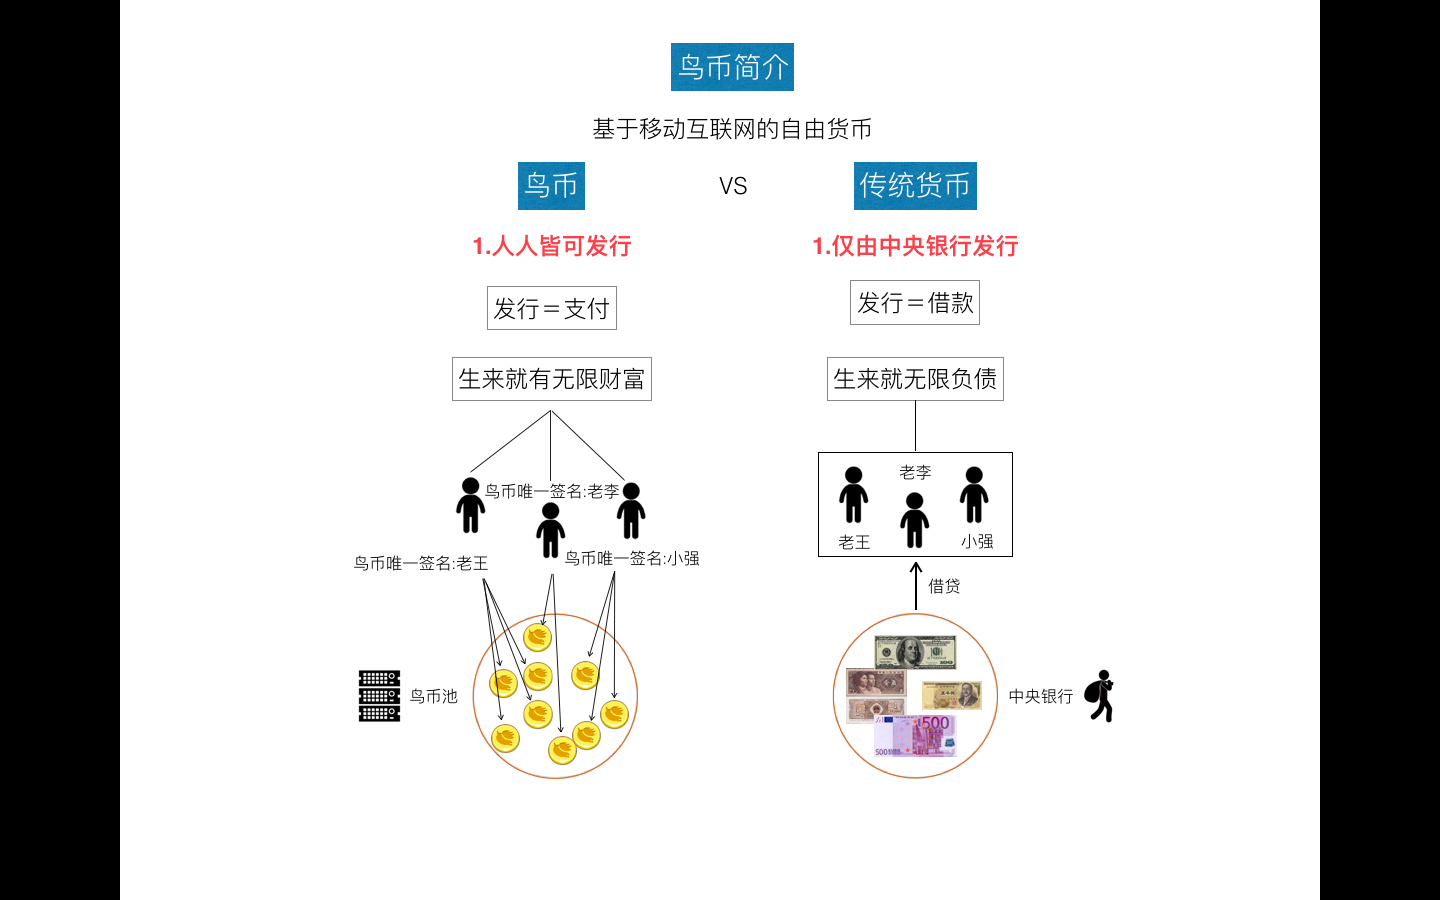 鸟币简介
基于移动互联网的自由货币
鸟币
VS
传统货币
1.人人皆可发行
1.仅由中央银行发行
发行＝支付
发行＝借款
生来就有无限财富
生来就无限负债
鸟币唯一签名:老李
鸟币唯一签名:小强
鸟币唯一签名:老王
老李
老王
小强
借贷
鸟币池
中央银行
100
500
500